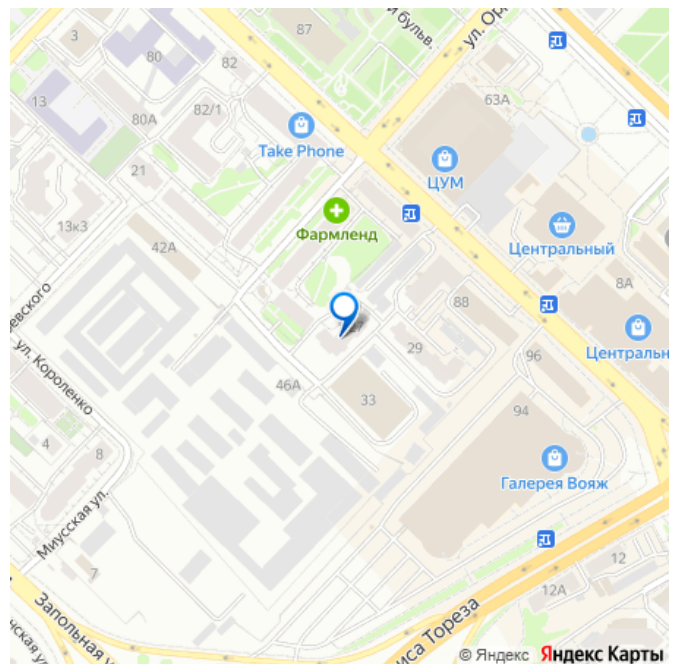 3
80
82
87
й бульв.
ул. Ор
63А
13
80А
82/1
21
Take Phone
ЦУМ
13к3
42А
Фармленд
Центральный
8А
евского
ул. Короленко
88
29
96
Центральн
46А
33
94
4
8
Галерея Вояж
Миусская ул.
7
12
12А
Запольная у
нская ул
иса Тореза
© Яндекс Яндекс Карты